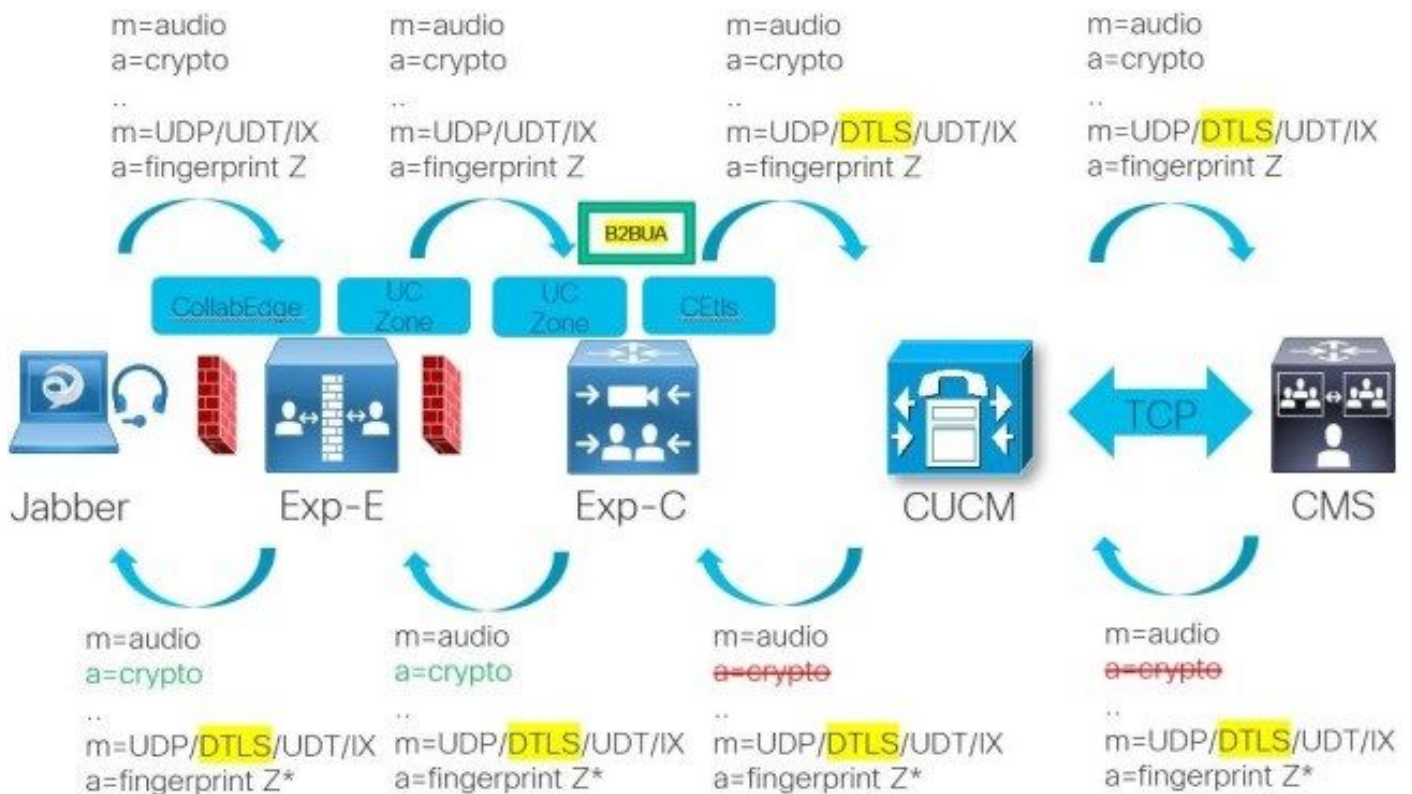 m=audio
a=crypto
..
m=UDP/UDT/IX
a=fingerprint Z
m=audio
a=crypto
..
m=UDP/UDT/IX
a=fingerprint Z
m=audio
a=crypto
..
m=UDP/DTLS/UDT/IX
a=fingerprint Z
m=audio
a=crypto
..
m=UDP/DTLS/UDT/IX
a=fingerprint Z
B2BUA
CollabEdge
UC
Zone
UC
Zone
CEtls
TCP
Jabber
Exp-E
Exp-C
CUCM
CMS
m=audio
a=crypto
..
m=UDP/DTLS/UDT/IX
a=fingerprint Z*
m=audio
a=crypto
..
m=UDP/DTLS/UDT/IX
a=fingerprint Z*
m=audio
a=crypto
..
m=UDP/DTLS/UDT/IX
a=fingerprint Z*
m=audio
a=crypto
..
m=UDP/DTLS/UDT/IX
a=fingerprint Z*